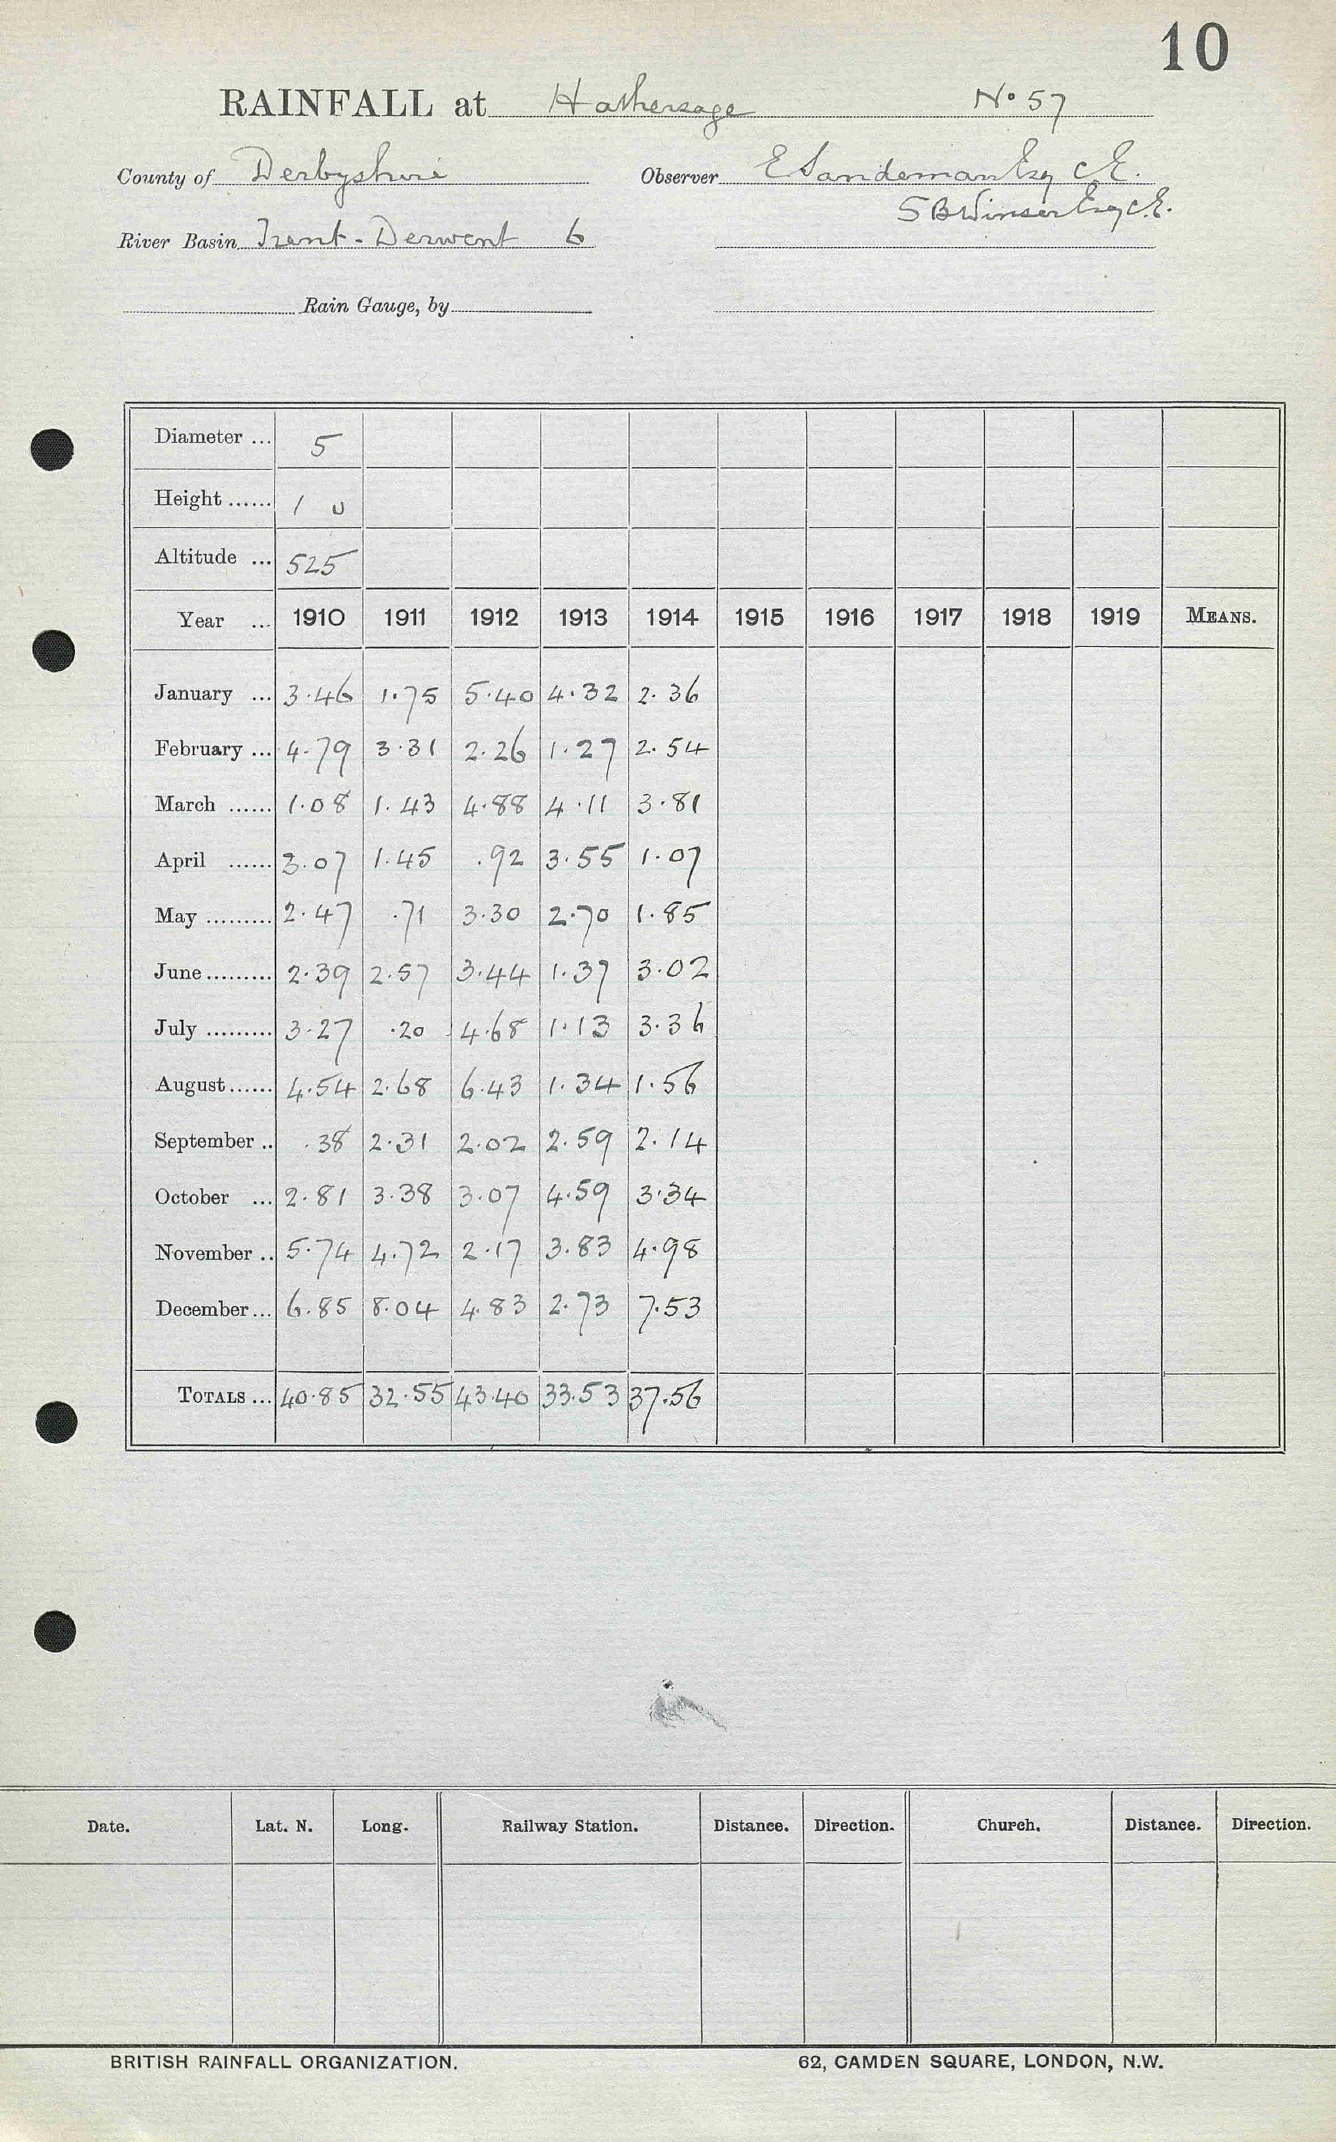 10
RAINFALL at Hathersage No 57
County of Derbyshire Observer E Sandeman Esq C.E.
S B Winser Esq C.E.
River Basin Trent - Derwent 6
Rain Gauge, by
Diameter ... 5
Height ...... 1 0
Altitude ... 525
Year ... 1910 1911 1912 1913 1914 1915 1916 1917 1918 1919 MEANS.
January ... 3.46 1.75 5.40 4.32 2.36
February ... 4.79 3.31 2.26 1.27 2.54
March ...... 1.08 1.43 4.88 4.11 3.81
April ...... 3.07 1.45 .92 3.55 1.07
May ......... 2.47 .71 3.30 2.70 1.85
June ......... 2.39 2.57 3.44 1.37 3.02
July ......... 3.27 .20 4.68 1.13 3.36
August ...... 4.54 2.68 6.43 1.34 1.56
September .. .38 2.31 2.02 2.59 2.14
October ... 2.81 3.38 3.07 4.59 3.34
November .. 5.74 4.72 2.17 3.83 4.98
December ... 6.85 8.04 4.83 2.73 7.53
TOTALS ... 40.85 32.55 43.40 33.53 37.56
Date. Lat. N. Long. Railway Station. Distance. Direction. Church. Distance. Direction.
BRITISH RAINFALL ORGANIZATION. 62, CAMDEN SQUARE, LONDON, N.W.